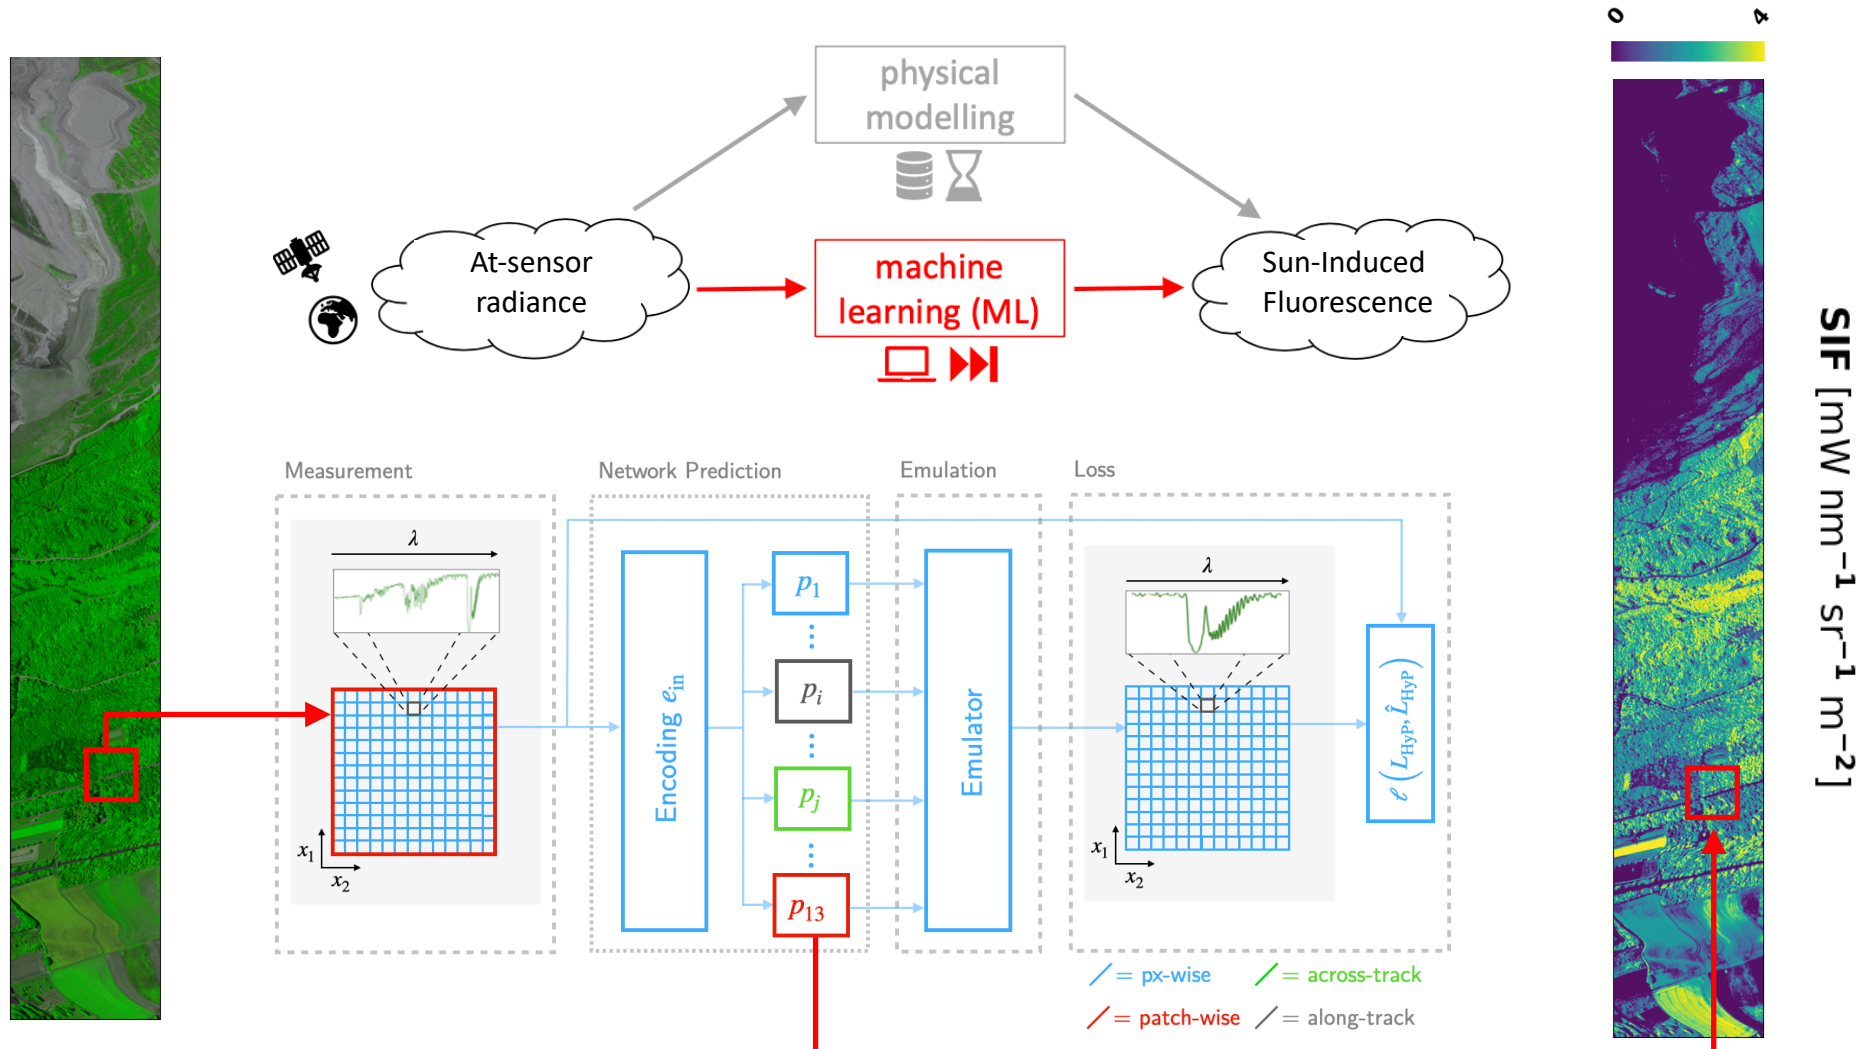 0
4
physical
modelling
At-sensor
radiance
machine
learning (ML)
Sun-Induced
Fluorescence
SIF [mW nm⁻¹ sr⁻¹ m⁻²]
Measurement
Network Prediction
Emulation
Loss
λ
x₁
x₂
Encoding eᵢₙ
p₁
pᵢ
pⱼ
p₁₃
Emulator
λ
x₁
x₂
ℓ (L_HyP, L̂_HyP)
= px-wise
= across-track
= patch-wise
= along-track